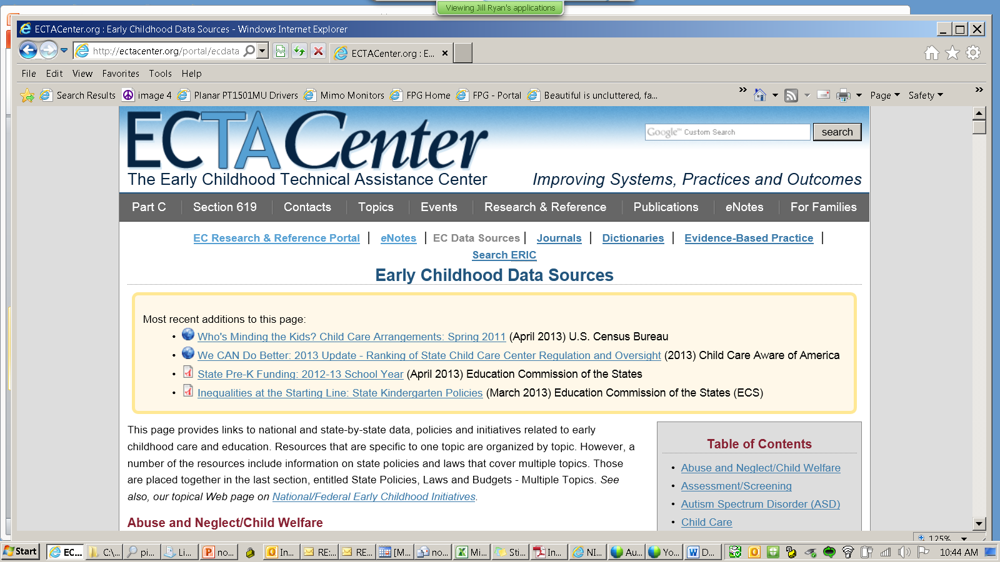 Viewing Jill Ryan's applications
ECTACenter.org : Early Childhood Data Sources - Windows Internet Explorer
http://ectacenter.org/portal/ecdata
ECTACenter.org : E...
File Edit View Favorites Tools Help
Search Results image 4 Planar PT1501MU Drivers Mimo Monitors FPG Home FPG - Portal Beautiful is uncluttered, fa... » Page Safety »
ECTACenter
Google™ Custom Search search
The Early Childhood Technical Assistance Center Improving Systems, Practices and Outcomes
Part C Section 619 Contacts Topics Events Research & Reference Publications eNotes For Families
EC Research & Reference Portal | eNotes | EC Data Sources | Journals | Dictionaries | Evidence-Based Practice |
Search ERIC
Early Childhood Data Sources
Most recent additions to this page:
• Who's Minding the Kids? Child Care Arrangements: Spring 2011 (April 2013) U.S. Census Bureau
• We CAN Do Better: 2013 Update - Ranking of State Child Care Center Regulation and Oversight (2013) Child Care Aware of America
• State Pre-K Funding: 2012-13 School Year (April 2013) Education Commission of the States
• Inequalities at the Starting Line: State Kindergarten Policies (March 2013) Education Commission of the States (ECS)
This page provides links to national and state-by-state data, policies and initiatives related to early
childhood care and education. Resources that are specific to one topic are organized by topic. However, a
number of the resources include information on state policies and laws that cover multiple topics. Those
are placed together in the last section, entitled State Policies, Laws and Budgets - Multiple Topics. See
also, our topical Web page on National/Federal Early Childhood Initiatives.
Abuse and Neglect/Child Welfare
Table of Contents
• Abuse and Neglect/Child Welfare
• Assessment/Screening
• Autism Spectrum Disorder (ASD)
• Child Care
125%
Start EC... C:\... pi... Li... no... In... RE:... RE... [M... no... Mi... Sti... In... NI... Au... Yo... D... 10:44 AM